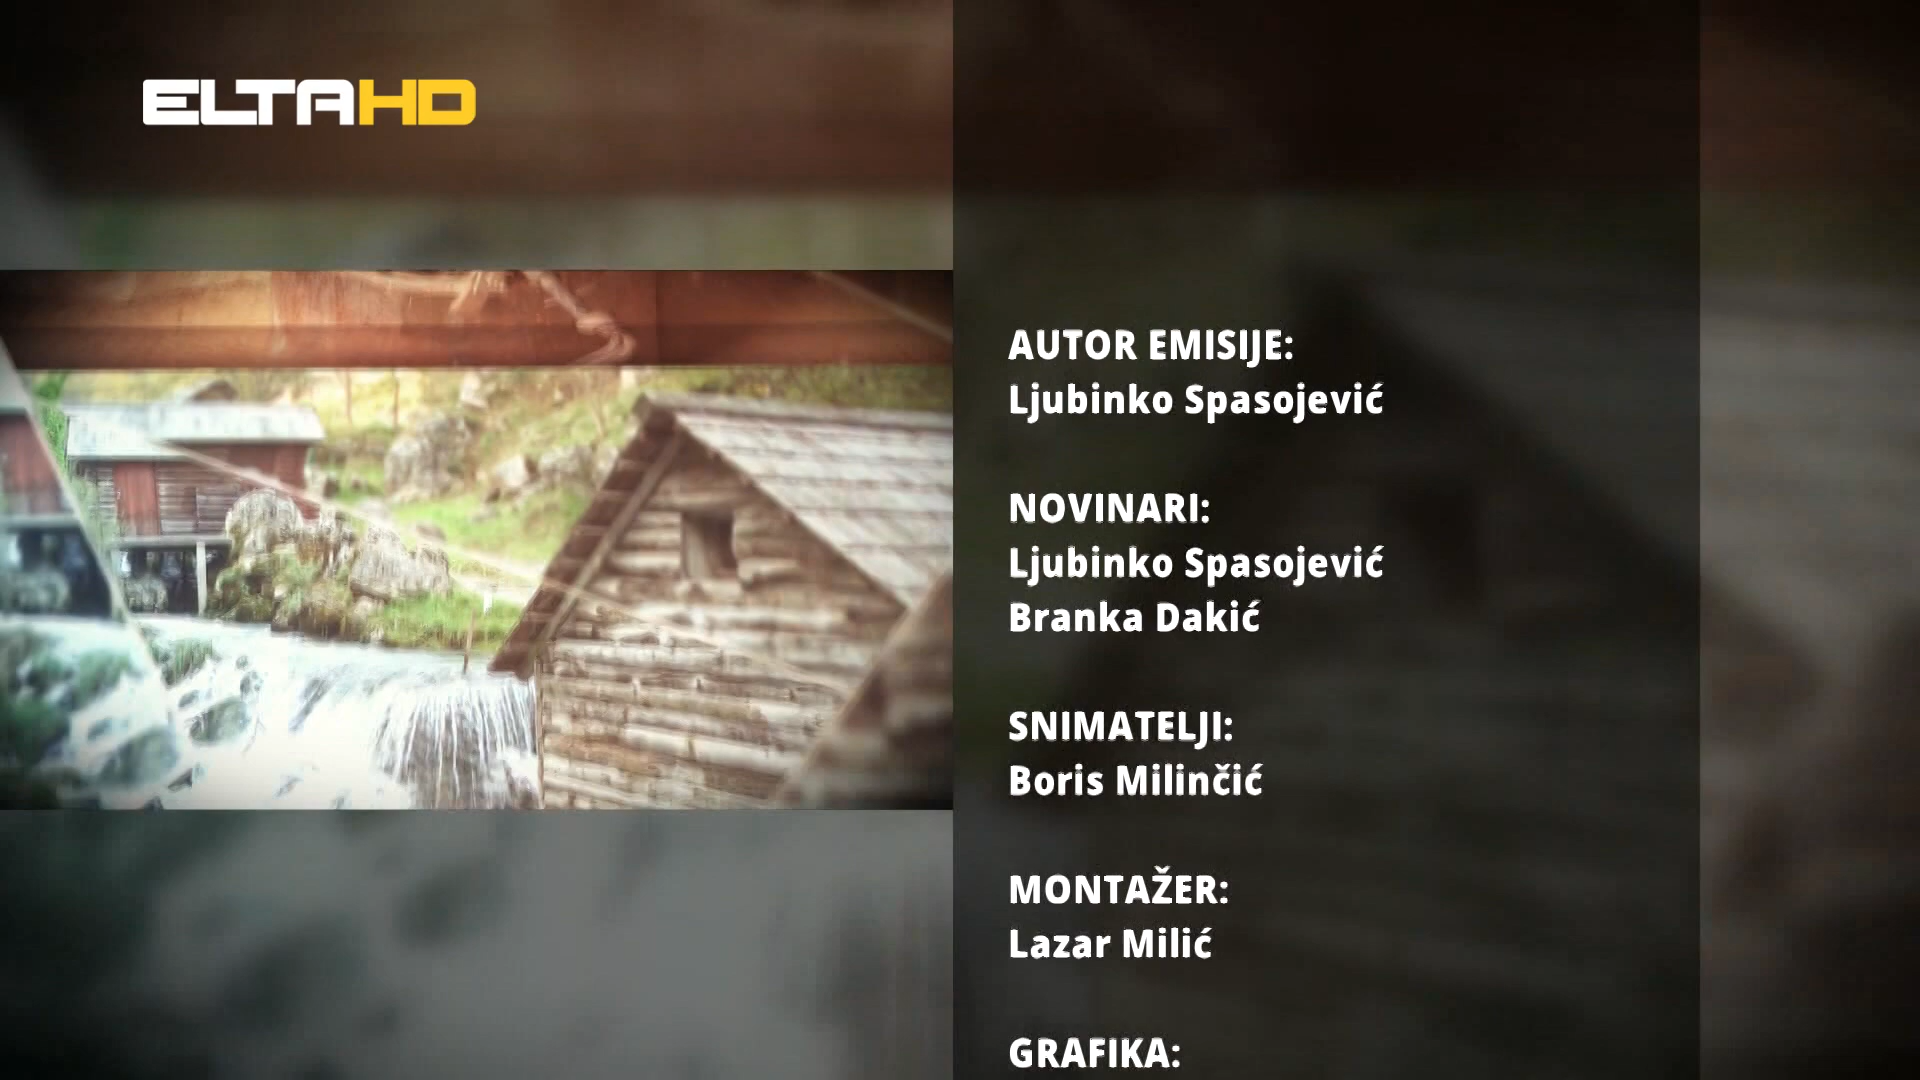 ELTAHD
AUTOR EMISIJE:
Ljubinko Spasojević
NOVINARI:
Ljubinko Spasojević
Branka Dakić
SNIMATELJI:
Boris Milinčić
MONTAŽER:
Lazar Milić
GRAFIKA: